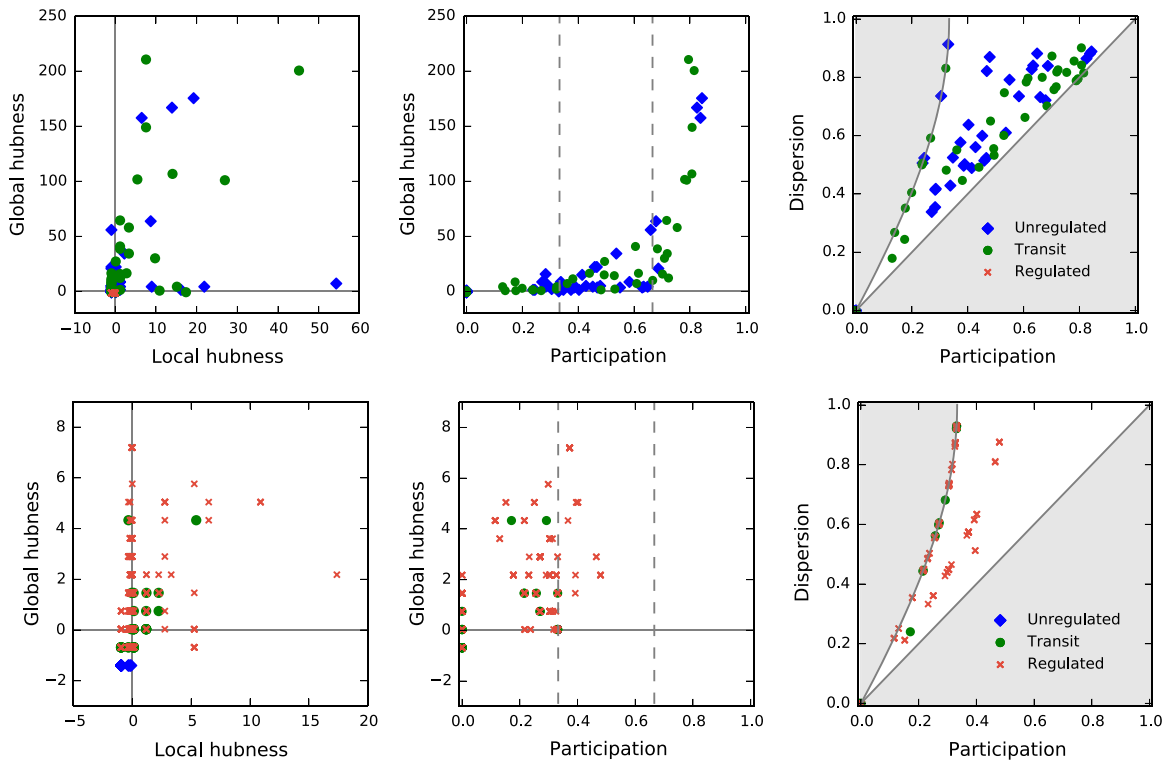 250
200
150
100
50
0
Global hubness
−10 0 10 20 30 40 50 60
Local hubness
250
200
150
100
50
0
Global hubness
0.0 0.2 0.4 0.6 0.8 1.0
Participation
1.0
0.8
0.6
0.4
0.2
0.0
Dispersion
Unregulated
Transit
Regulated
0.0 0.2 0.4 0.6 0.8 1.0
Participation
8
6
4
2
0
−2
Global hubness
−5 0 5 10 15 20
Local hubness
8
6
4
2
0
−2
Global hubness
0.0 0.2 0.4 0.6 0.8 1.0
Participation
1.0
0.8
0.6
0.4
0.2
0.0
Dispersion
Unregulated
Transit
Regulated
0.0 0.2 0.4 0.6 0.8 1.0
Participation